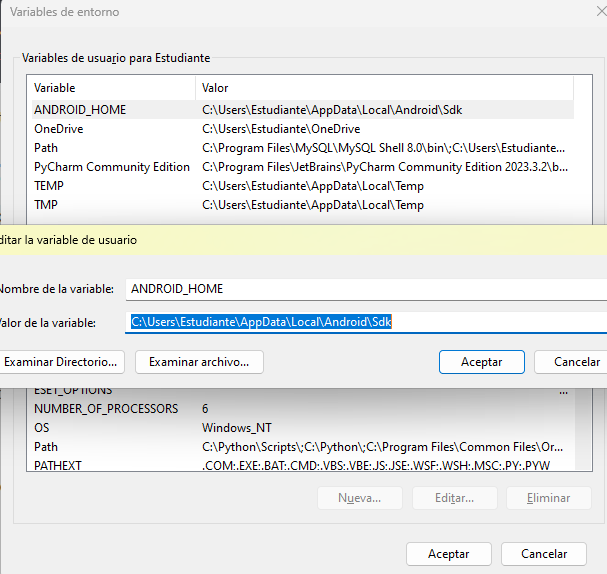 Variables de entorno
Variables de usuario para Estudiante
Variable Valor
ANDROID_HOME C:\Users\Estudiante\AppData\Local\Android\Sdk
OneDrive C:\Users\Estudiante\OneDrive
Path C:\Program Files\MySQL\MySQL Shell 8.0\bin\;C:\Users\Estudiante...
PyCharm Community Edition C:\Program Files\JetBrains\PyCharm Community Edition 2023.3.2\b...
TEMP C:\Users\Estudiante\AppData\Local\Temp
TMP C:\Users\Estudiante\AppData\Local\Temp
ditar la variable de usuario
Nombre de la variable: ANDROID_HOME
Valor de la variable: C:\Users\Estudiante\AppData\Local\Android\Sdk
Examinar Directorio... Examinar archivo... Aceptar Cancelar
ESET_OPTIONS ...
NUMBER_OF_PROCESSORS 6
OS Windows_NT
Path C:\Python\Scripts\;C:\Python\;C:\Program Files\Common Files\Or...
PATHEXT .COM;.EXE;.BAT;.CMD;.VBS;.VBE;.JS;.JSE;.WSF;.WSH;.MSC;.PY;.PYW
Nueva... Editar... Eliminar
Aceptar Cancelar